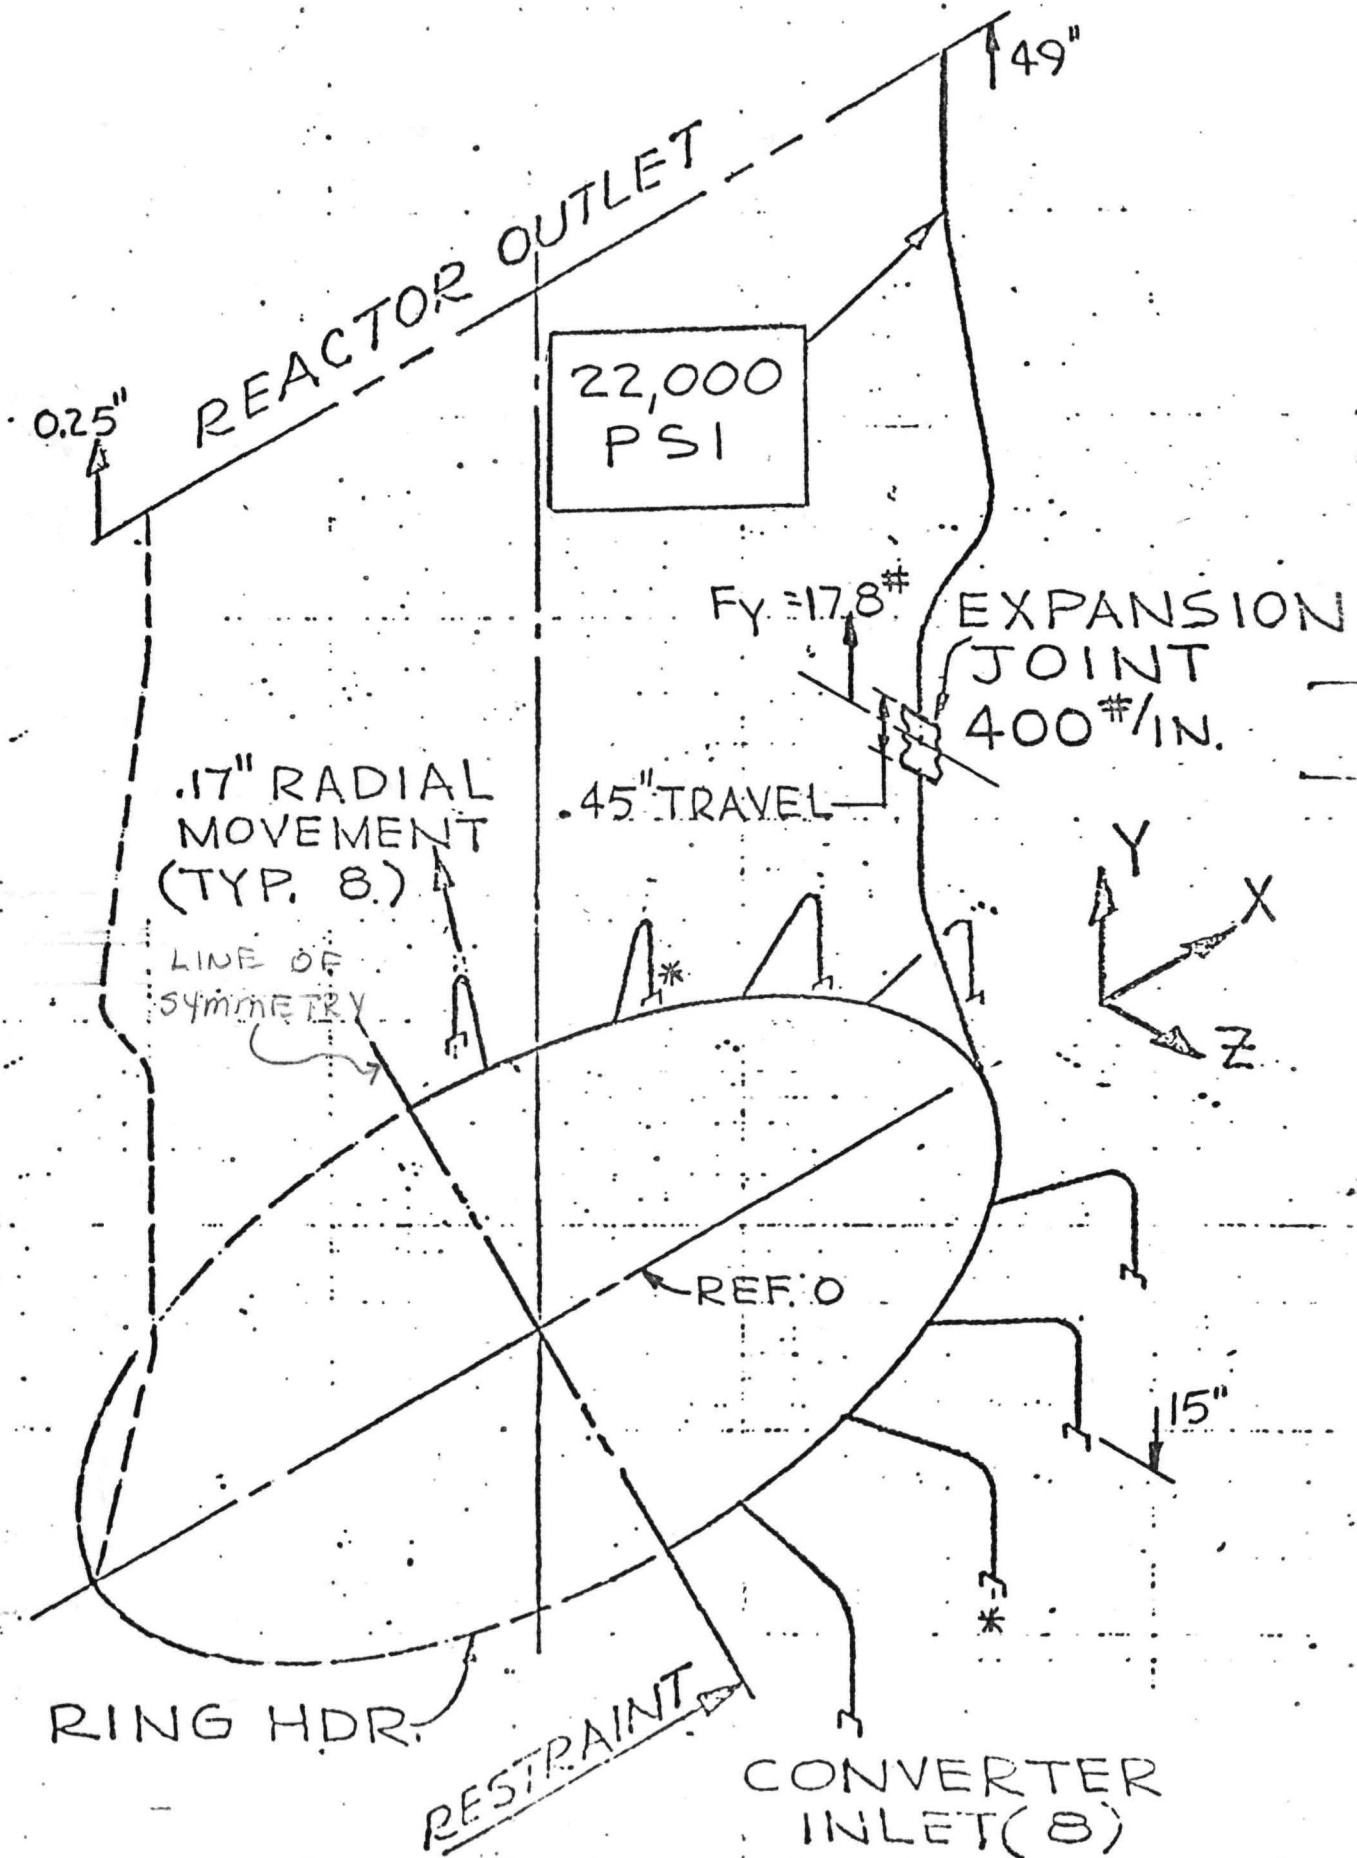 49"
REACTOR OUTLET
22,000
PSI
0.25"
Fy=17.8#
EXPANSION
JOINT
400#/IN.
.17" RADIAL
MOVEMENT
(TYP. 8.)
.45" TRAVEL
Y
X
Z
LINE OF
SYMMETRY
*
REF. 0
15"
*
RING HDR.
RESTRAINT
CONVERTER
INLET (8)